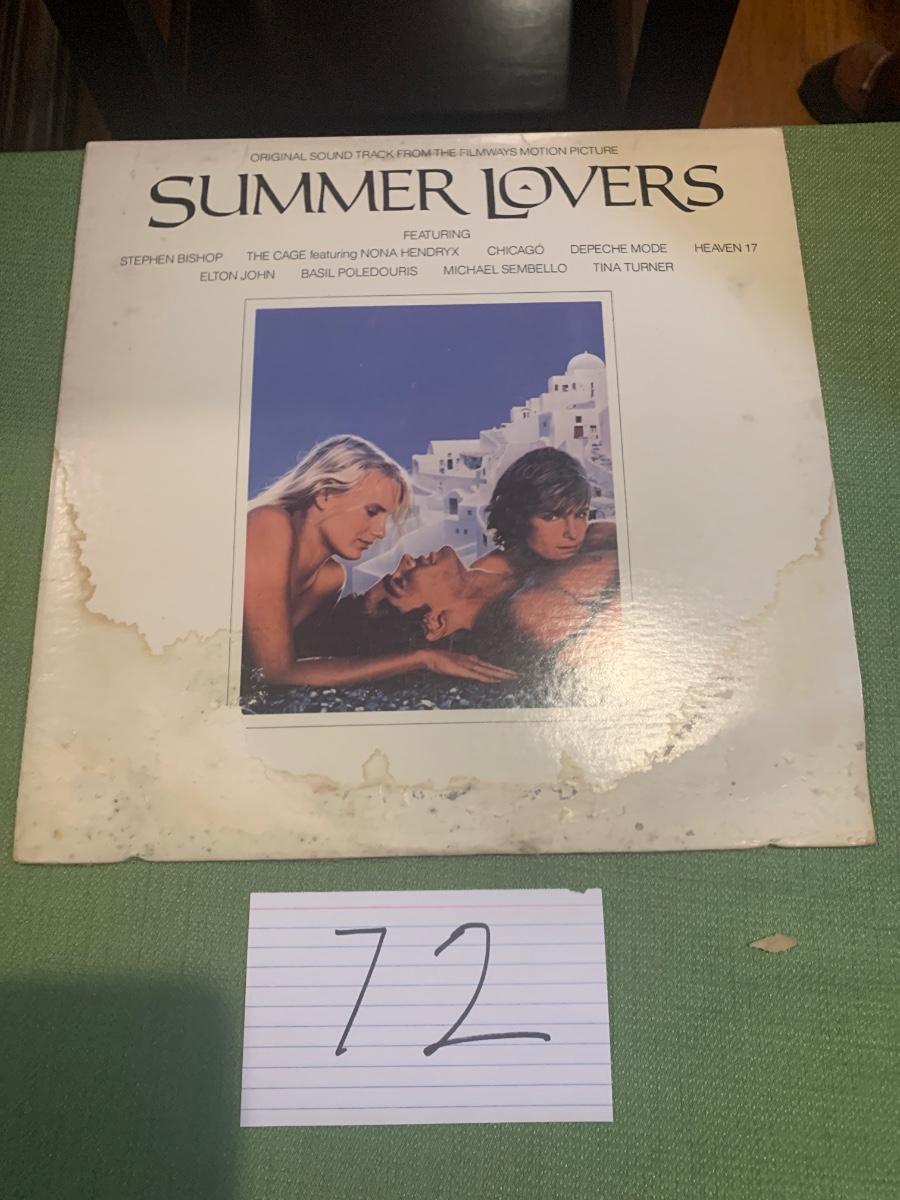 ORIGINAL SOUND TRACK FROM THE FILMWAYS MOTION PICTURE
SUMMER LOVERS
FEATURING
STEPHEN BISHOP THE CAGE featuring NONA HENDRYX CHICAGO DEPECHE MODE HEAVEN 17
ELTON JOHN BASIL POLEDOURIS MICHAEL SEMBELLO TINA TURNER
72